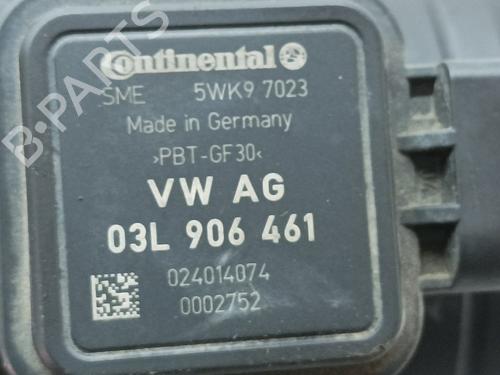 Continental
SME 5WK9 7023
Made in Germany
>PBT-GF30<
VW AG
03L 906 461
024014074
0002752
B-PARTS